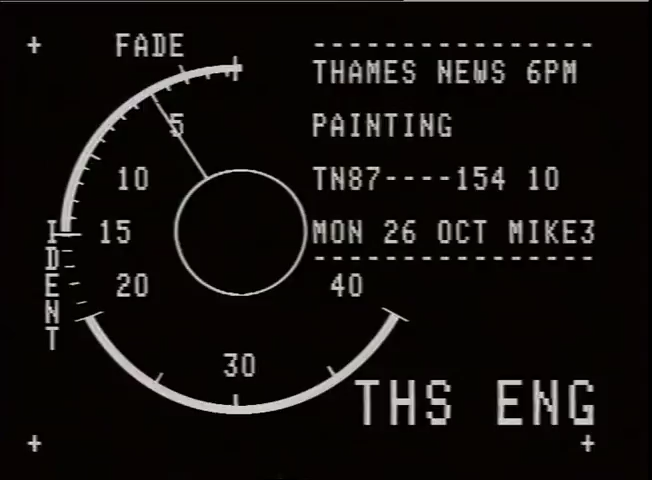 FADE
----------------
THAMES NEWS 6PM
PAINTING
TN87----154 10
MON 26 OCT MIKE3
----------------
5
10
15
20
30
40
IDENT
THS ENG